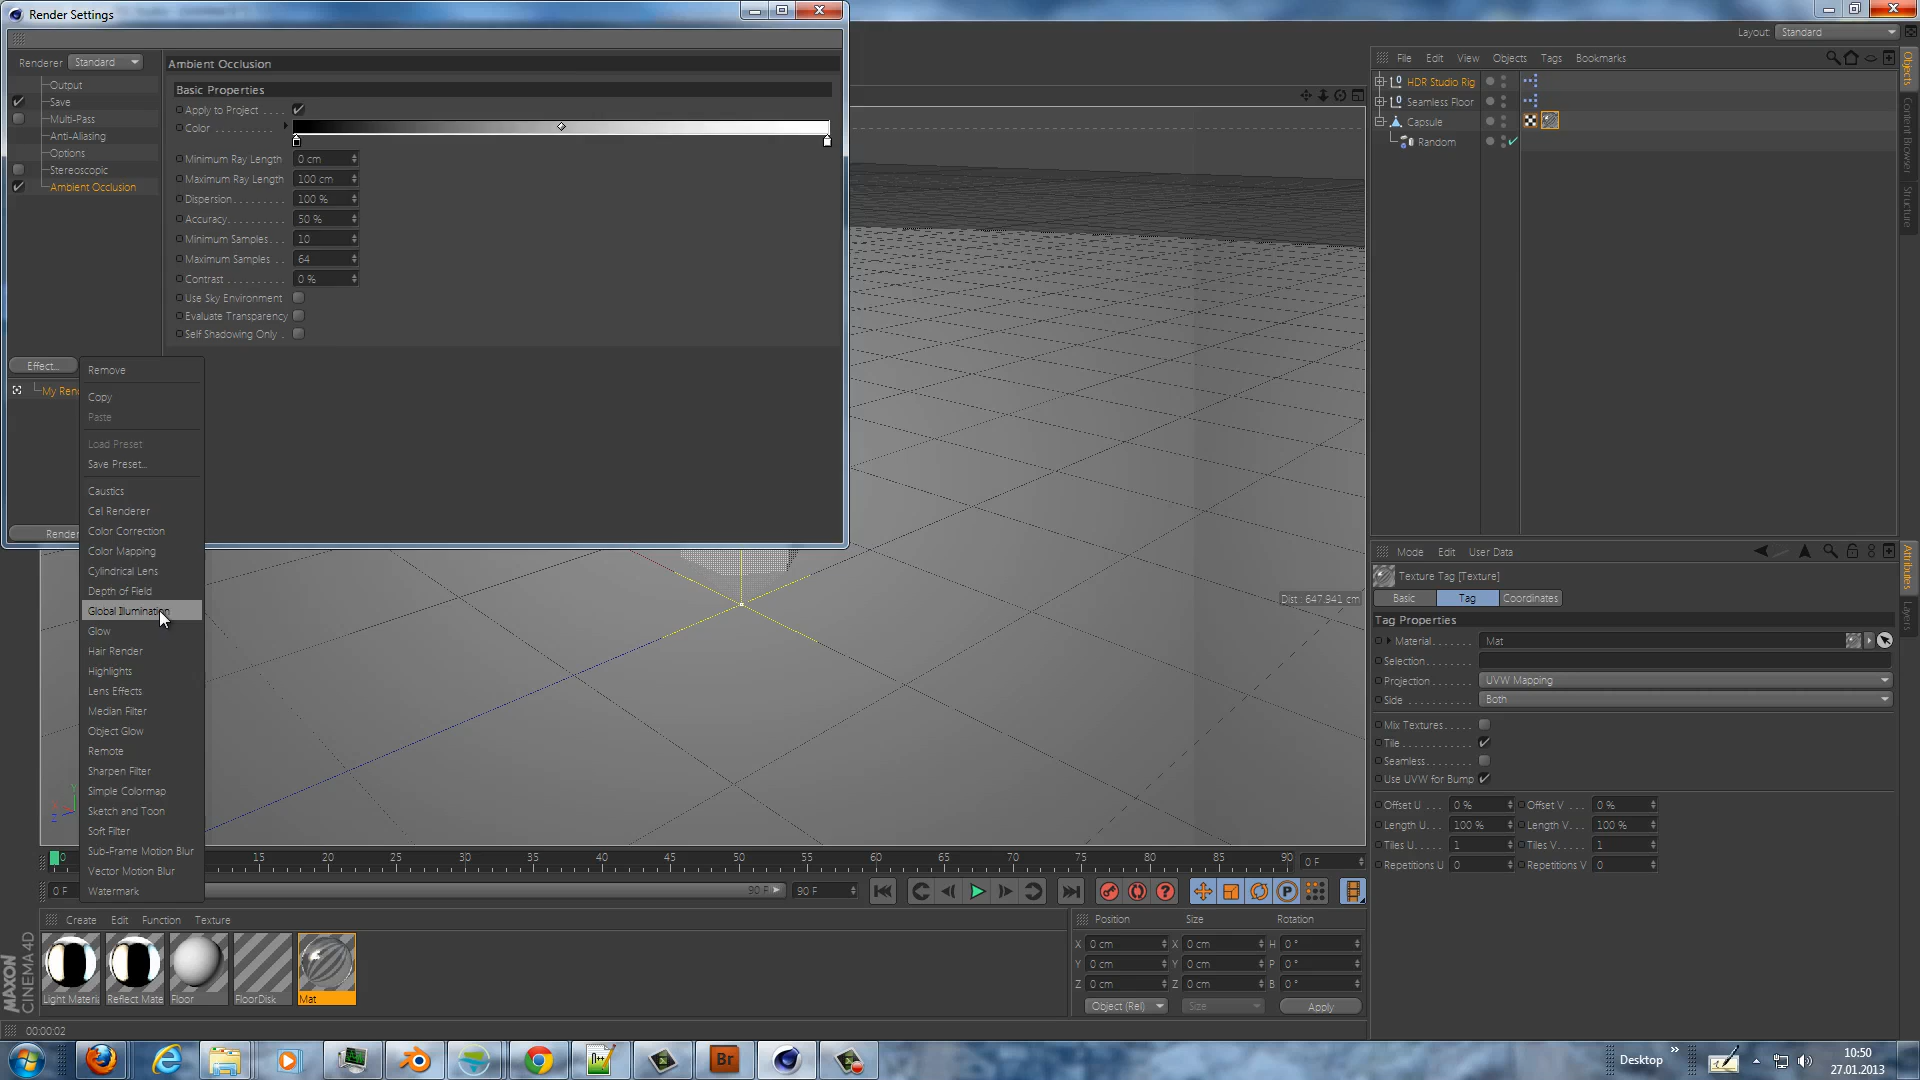 Render Settings
Layout: Standard
Renderer Standard
Output
Save
Multi-Pass
Anti-Aliasing
Options
Stereoscopic
Ambient Occlusion
Effect...
My Ren
Render
Ambient Occlusion
Basic Properties
Apply to Project
Color
Minimum Ray Length 0 cm
Maximum Ray Length 100 cm
Dispersion 100 %
Accuracy 50 %
Minimum Samples 10
Maximum Samples 64
Contrast 0 %
Use Sky Environment
Evaluate Transparency
Self Shadowing Only
Remove
Copy
Paste
Load Preset
Save Preset...
Caustics
Cel Renderer
Color Correction
Color Mapping
Cylindrical Lens
Depth of Field
Global Illumination
Glow
Hair Render
Highlights
Lens Effects
Median Filter
Object Glow
Remote
Sharpen Filter
Simple Colormap
Sketch and Toon
Soft Filter
Sub-Frame Motion Blur
Vector Motion Blur
Watermark
File Edit View Objects Tags Bookmarks
HDR Studio Rig
Seamless Floor
Capsule
Random
Objects
Content Browser
Structure
Dist : 647.941 cm
Y
X
Z
Mode Edit User Data
Texture Tag [Texture]
Basic Tag Coordinates
Tag Properties
Material Mat
Selection
Projection UVW Mapping
Side Both
Mix Textures
Tile
Seamless
Use UVW for Bump
Offset U 0 % Offset V 0 %
Length U 100 % Length V 100 %
Tiles U 1 Tiles V 1
Repetitions U 0 Repetitions V 0
Attributes
Layers
0 15 20 25 30 35 40 45 50 55 60 65 70 75 80 85 90 0 F
0 F 90 F 90 F
Create Edit Function Texture
Light Materi Reflect Mate Floor FloorDisk Mat
Position Size Rotation
X 0 cm X 0 cm H 0 °
Y 0 cm Y 0 cm P 0 °
Z 0 cm Z 0 cm B 0 °
Object (Rel) Size Apply
MAXON
CINEMA 4D
00:00:02
Br
Desktop
10:50
27.01.2013